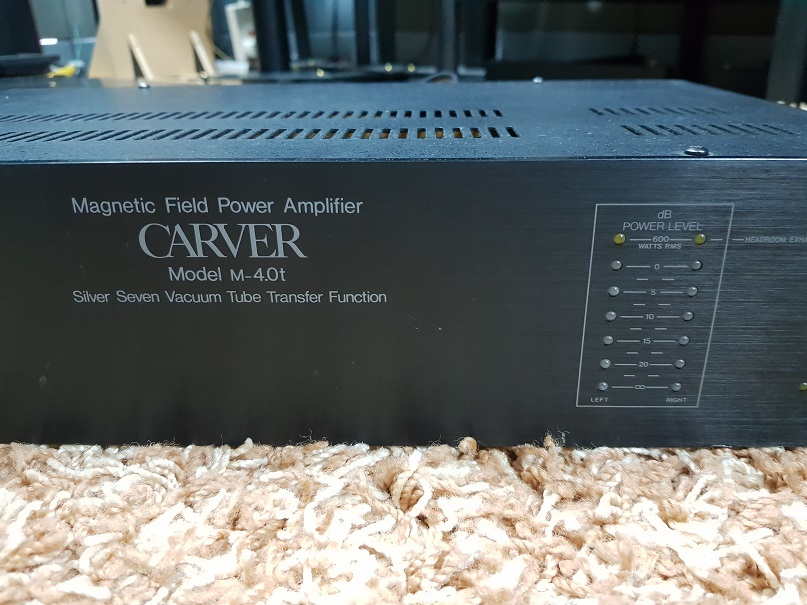 Magnetic Field Power Amplifier
CARVER
Model M-4.0t
Silver Seven Vacuum Tube Transfer Function
dB
POWER LEVEL
600
WATTS RMS
HEADROOM
0
5
10
15
20
∞
LEFT RIGHT